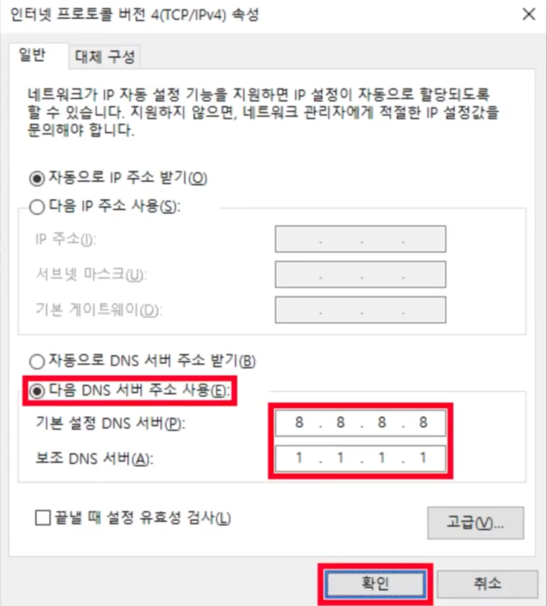 인터넷 프로토콜 버전 4(TCP/IPv4) 속성
일반 대체 구성
네트워크가 IP 자동 설정 기능을 지원하면 IP 설정이 자동으로 할당되도록
할 수 있습니다. 지원하지 않으면, 네트워크 관리자에게 적절한 IP 설정값을
문의해야 합니다.
자동으로 IP 주소 받기(O)
다음 IP 주소 사용(S):
IP 주소(I):
서브넷 마스크(U):
기본 게이트웨이(D):
자동으로 DNS 서버 주소 받기(B)
다음 DNS 서버 주소 사용(E):
기본 설정 DNS 서버(P): 8 . 8 . 8 . 8
보조 DNS 서버(A): 1 . 1 . 1 . 1
끝낼 때 설정 유효성 검사(L)
고급(V)...
확인 취소